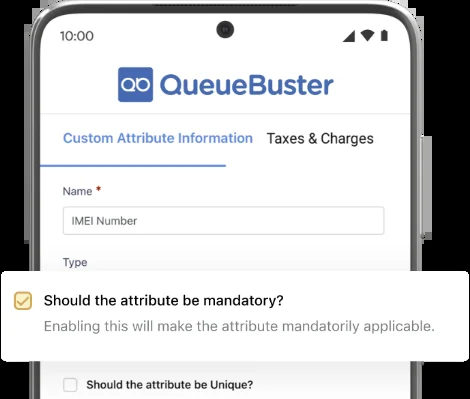 10:00
qb QueueBuster
Custom Attribute Information Taxes & Charges
Name *
IMEI Number
Type
Should the attribute be mandatory?
Enabling this will make the attribute mandatorily applicable.
Should the attribute be Unique?